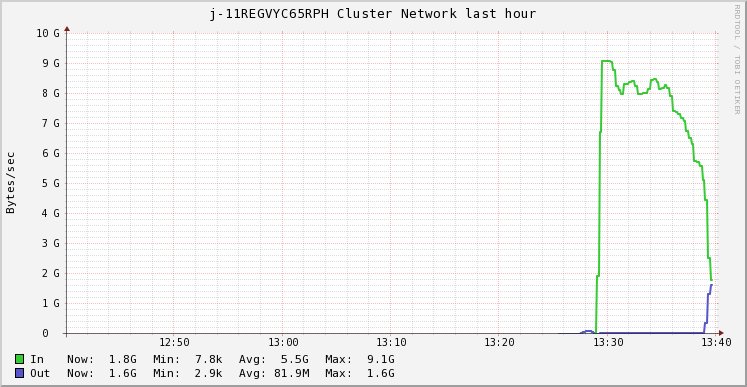 j-11REGVYC65RPH Cluster Network last hour
RRDTOOL / TOBI OETIKER
Bytes/sec
10 G
9 G
8 G
7 G
6 G
5 G
4 G
3 G
2 G
1 G
0
12:50 13:00 13:10 13:20 13:30 13:40
In Now: 1.8G Min: 7.8k Avg: 5.5G Max: 9.1G
Out Now: 1.6G Min: 2.9k Avg: 81.9M Max: 1.6G